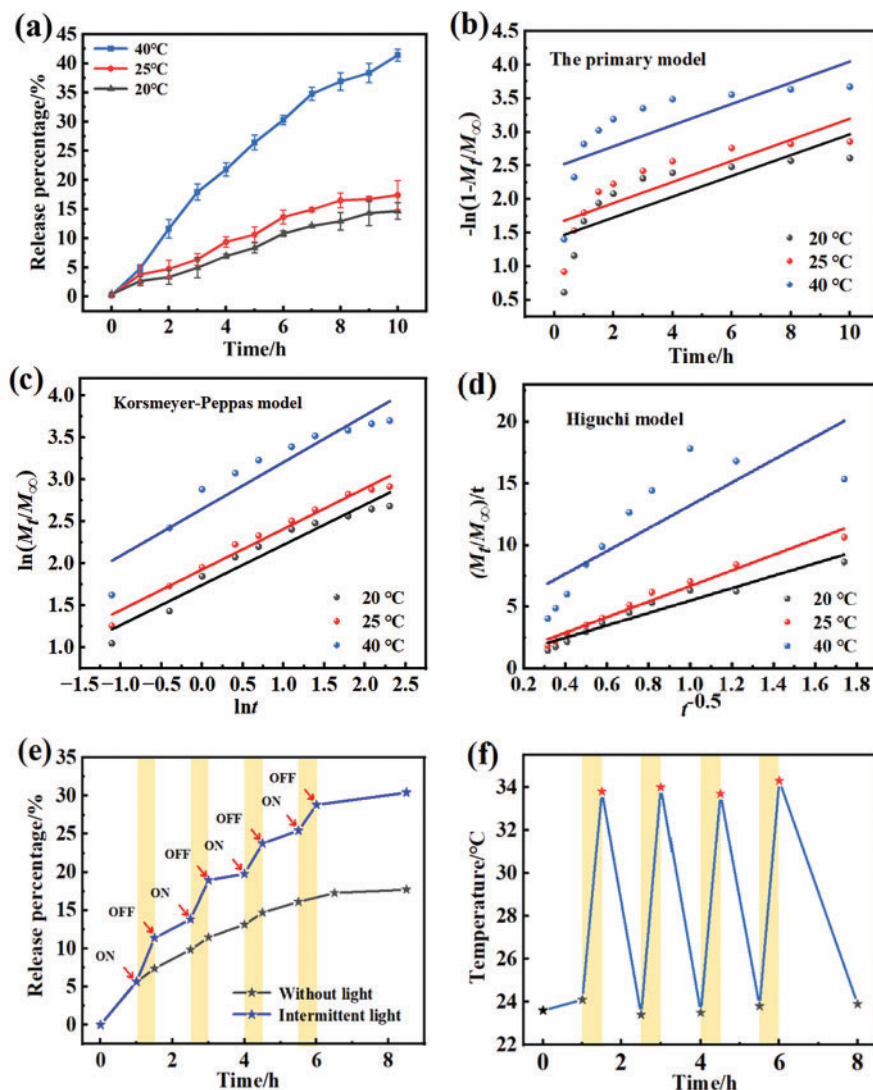 (a)
40℃
25℃
20℃
Release percentage/%
45
40
35
30
25
20
15
10
5
0
0 2 4 6 8 10
Time/h
(b)
The primary model
-ln(1-Mt/M∞)
4.5
4.0
3.5
3.0
2.5
2.0
1.5
1.0
0.5
20 ℃
25 ℃
40 ℃
0 2 4 6 8 10
Time/h
(c)
Korsmeyer-Peppas model
ln(Mt/M∞)
4.0
3.5
3.0
2.5
2.0
1.5
1.0
20 ℃
25 ℃
40 ℃
−1.5 −1.0 −0.5 0.0 0.5 1.0 1.5 2.0 2.5
lnt
(d)
Higuchi model
(Mt/M∞)/t
20
15
10
5
0
20 ℃
25 ℃
40 ℃
0.2 0.4 0.6 0.8 1.0 1.2 1.4 1.6 1.8
t-0.5
(e)
Release percentage/%
35
30
25
20
15
10
5
0
ON
OFF
ON
OFF
ON
OFF
ON
OFF
Without light
Intermittent light
0 2 4 6 8
Time/h
(f)
Temperature/°C
34
32
30
28
26
24
22
0 2 4 6 8
Time/h